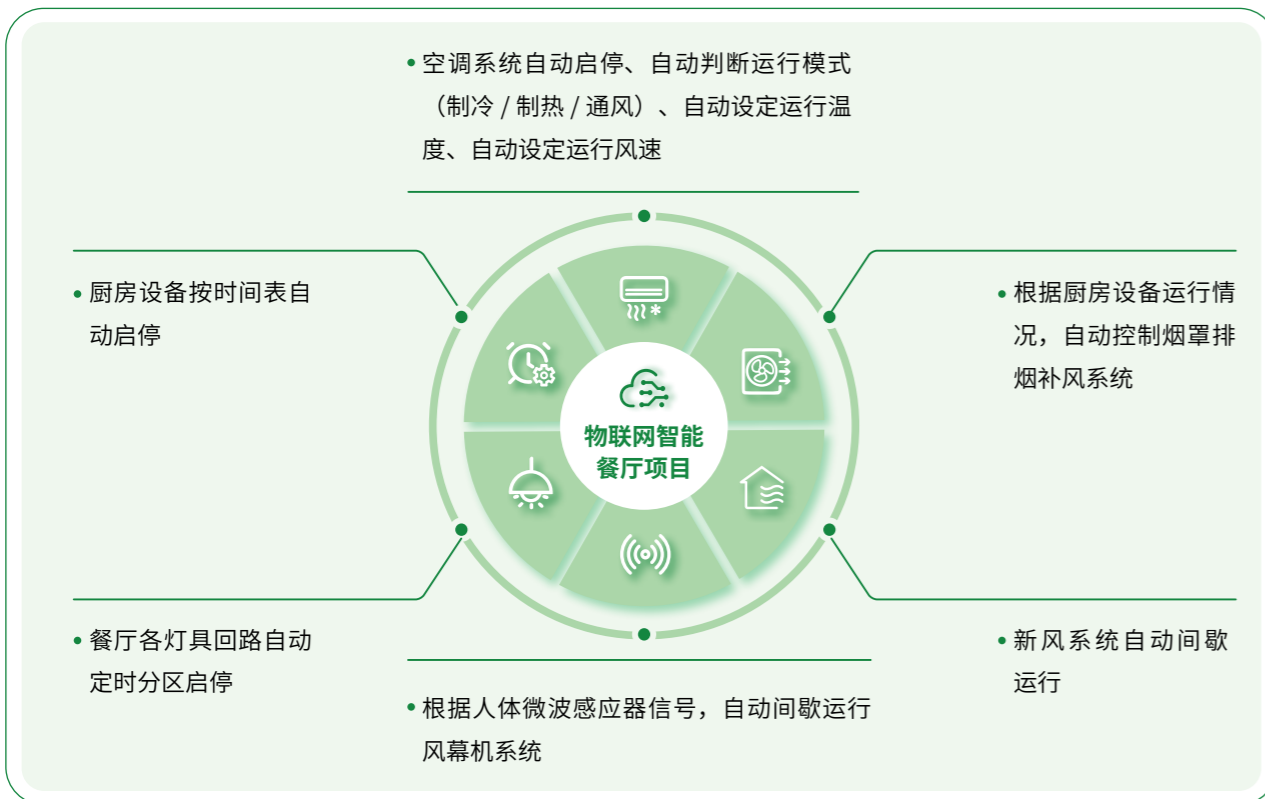 • 空调系统自动启停、自动判断运行模式
（制冷 / 制热 / 通风）、自动设定运行温
度、自动设定运行风速
• 厨房设备按时间表自
动启停
• 根据厨房设备运行情
况，自动控制烟罩排
烟补风系统
物联网智能
餐厅项目
• 餐厅各灯具回路自动
定时分区启停
• 根据人体微波感应器信号，自动间歇运行
风幕机系统
• 新风系统自动间歇
运行